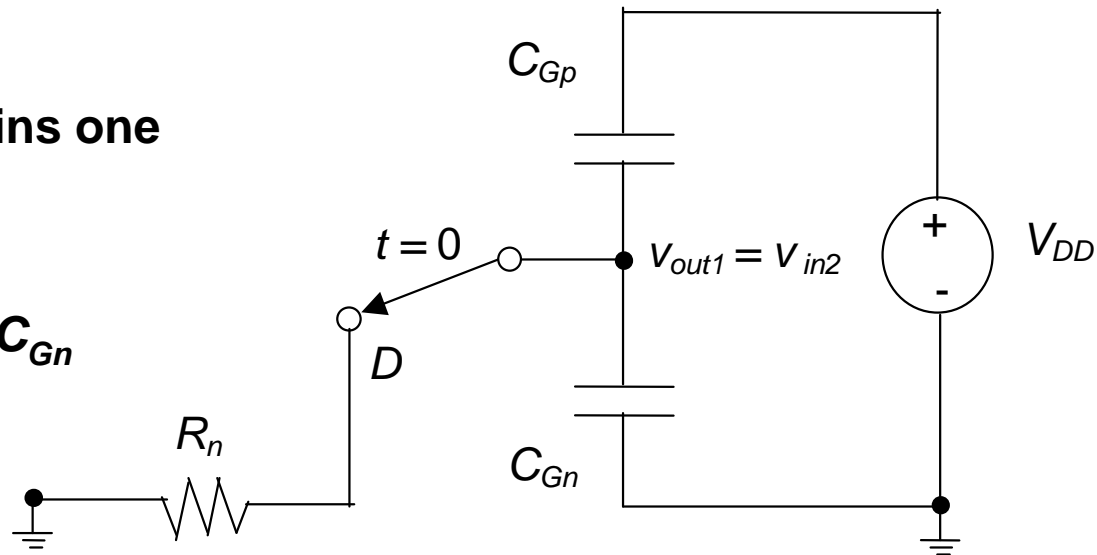 C_Gp
ins one
t = 0
v_out1 = v_in2
+
-
V_DD
C_Gn
D
R_n
C_Gn